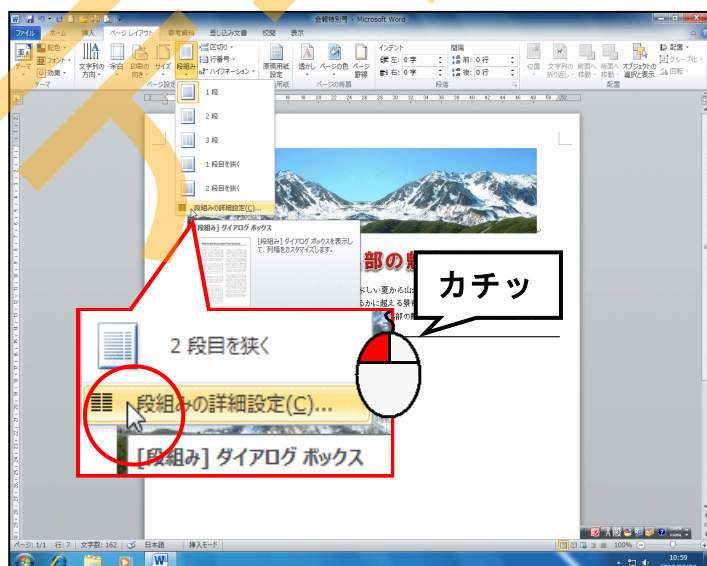 会報特別号 - Microsoft Word
ファイル ホーム 挿入 ページ レイアウト 参考資料 差し込み文書 校閲 表示
テーマ 配色 フォント 効果
文字列の方向 余白 印刷の向き サイズ 段組み
区切り 行番号 ハイフネーション
原稿用紙設定
透かし ページの色 ページ罫線
インデント 間隔
左: 0 字 前: 0 行
右: 0 字 後: 0 行
位置 文字列の折り返し 前面へ移動 背面へ移動 オブジェクトの選択と表示
配置 グループ化 回転
テーマ ページ設定 ページの背景 段落 配置
1 段
2 段
3 段
1 段目を狭く
2 段目を狭く
段組みの詳細設定(C)...
[段組み] ダイアログ ボックス
[段組み] ダイアログ ボックスを表示し
て、列幅をカスタマイズします。
部の
カチッ
2 段目を狭く
段組みの詳細設定(C)...
[段組み] ダイアログ ボックス
ページ: 1/1 行: 7 文字数: 162 日本語 挿入モード
100%
10:59